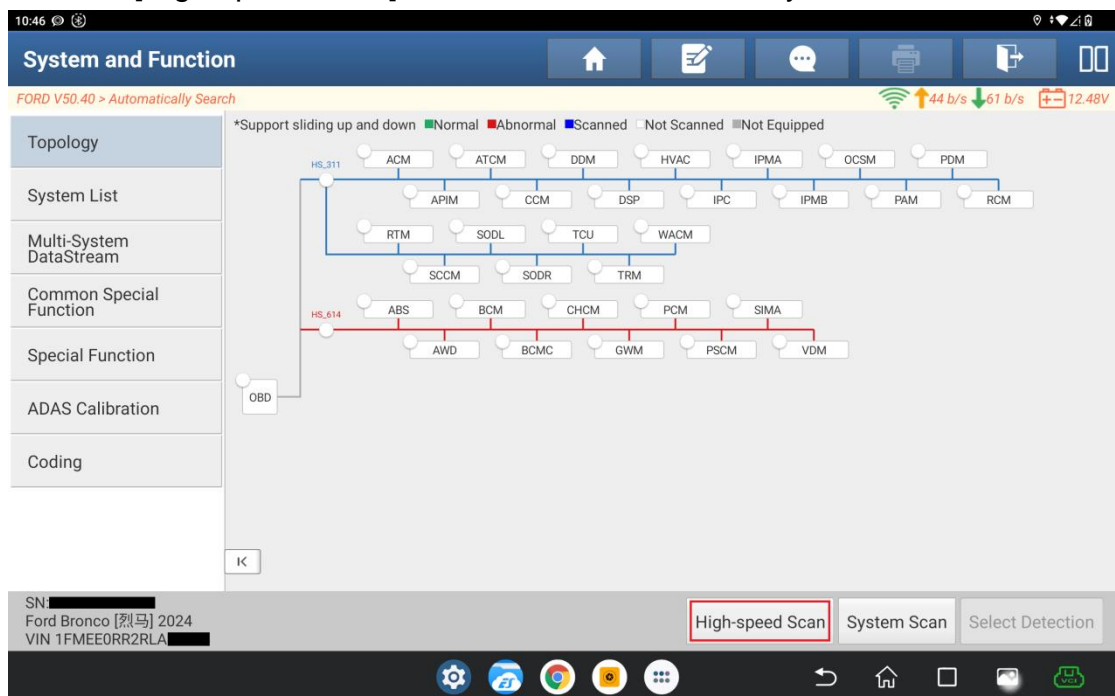 10:46
System and Function
FORD V50.40 > Automatically Search
44 b/s 61 b/s 12.48V
Topology
System List
Multi-System
DataStream
Common Special
Function
Special Function
ADAS Calibration
Coding
*Support sliding up and down Normal Abnormal Scanned Not Scanned Not Equipped
HS_311 ACM ATCM DDM HVAC IPMA OCSM PDM
APIM CCM DSP IPC IPMB PAM RCM
RTM SODL TCU WACM
SCCM SODR TRM
HS_614 ABS BCM CHCM PCM SIMA
AWD BCMC GWM PSCM VDM
OBD
SN:
Ford Bronco [烈马] 2024
VIN 1FMEE0RR2RLA
High-speed Scan System Scan Select Detection
ES
VCI